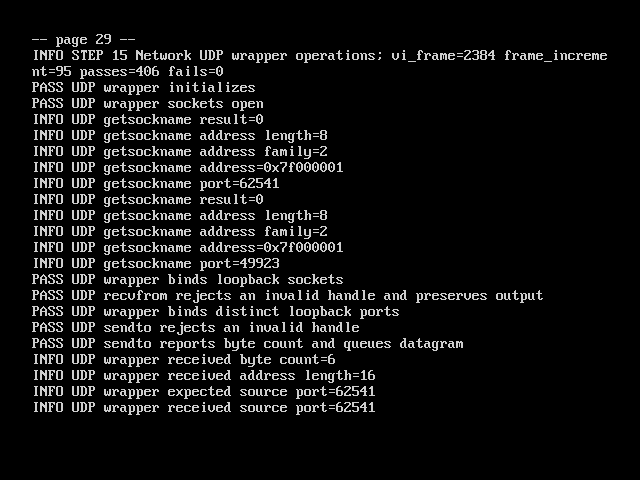 -- page 29 --
INFO STEP 15 Network UDP wrapper operations; vi_frame=2384 frame_increme
nt=95 passes=406 fails=0
PASS UDP wrapper initializes
PASS UDP wrapper sockets open
INFO UDP getsockname result=0
INFO UDP getsockname address length=8
INFO UDP getsockname address family=2
INFO UDP getsockname address=0x7f000001
INFO UDP getsockname port=62541
INFO UDP getsockname result=0
INFO UDP getsockname address length=8
INFO UDP getsockname address family=2
INFO UDP getsockname address=0x7f000001
INFO UDP getsockname port=49923
PASS UDP wrapper binds loopback sockets
PASS UDP recvfrom rejects an invalid handle and preserves output
PASS UDP wrapper binds distinct loopback ports
PASS UDP sendto rejects an invalid handle
PASS UDP sendto reports byte count and queues datagram
INFO UDP wrapper received byte count=6
INFO UDP wrapper received address length=16
INFO UDP wrapper expected source port=62541
INFO UDP wrapper received source port=62541